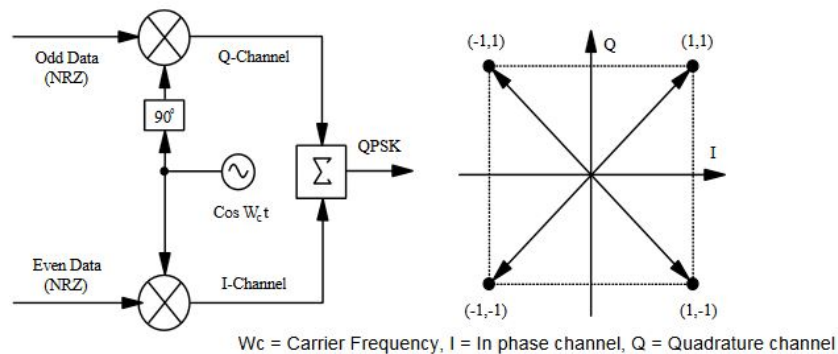 Odd Data
(NRZ)
Q-Channel
90°
QPSK
Σ
Cos Wct
Even Data
(NRZ)
I-Channel
(-1,1)
Q
(1,1)
I
(-1,-1)
(1,-1)
Wc = Carrier Frequency, I = In phase channel, Q = Quadrature channel